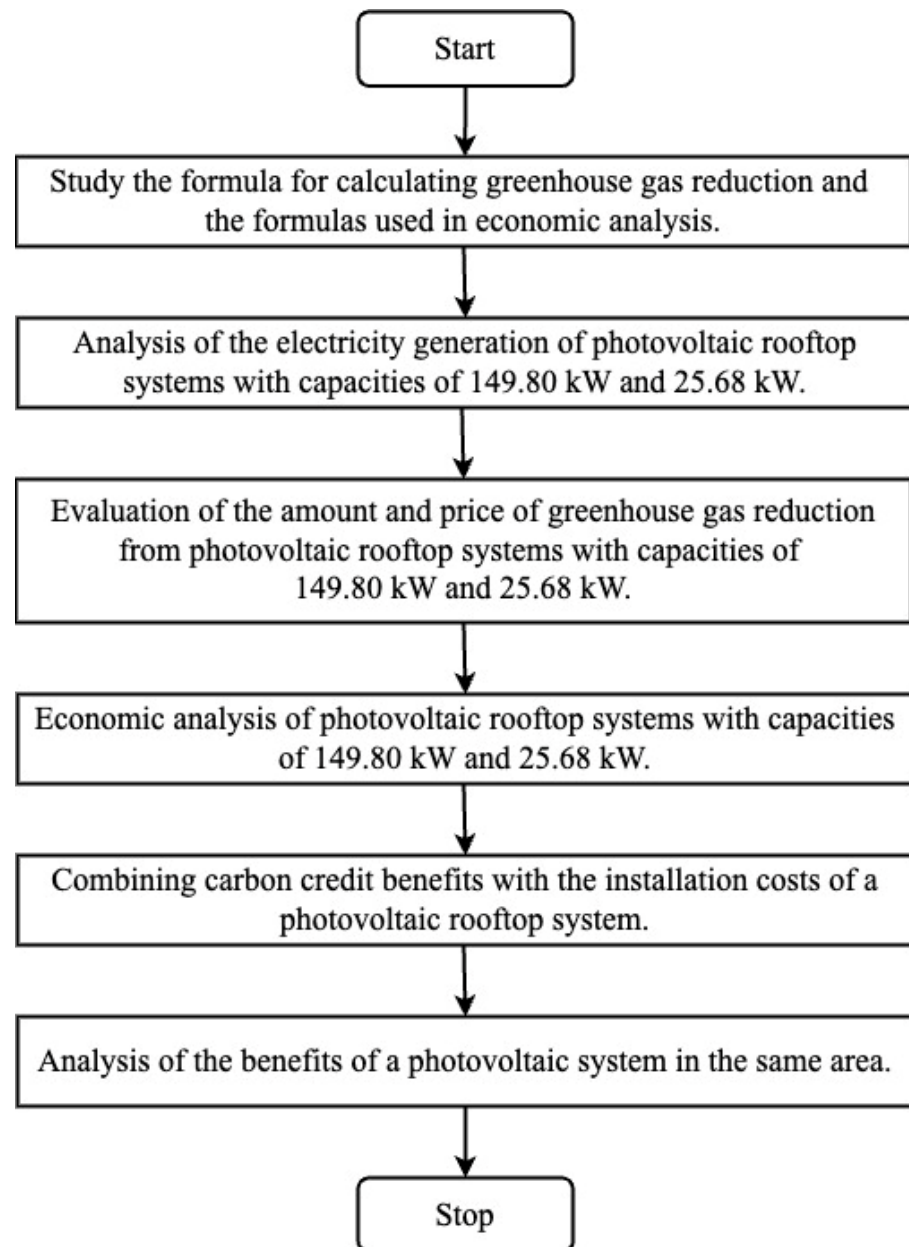 Start
Study the formula for calculating greenhouse gas reduction and
the formulas used in economic analysis.
Analysis of the electricity generation of photovoltaic rooftop
systems with capacities of 149.80 kW and 25.68 kW.
Evaluation of the amount and price of greenhouse gas reduction
from photovoltaic rooftop systems with capacities of
149.80 kW and 25.68 kW.
Economic analysis of photovoltaic rooftop systems with capacities
of 149.80 kW and 25.68 kW.
Combining carbon credit benefits with the installation costs of a
photovoltaic rooftop system.
Analysis of the benefits of a photovoltaic system in the same area.
Stop